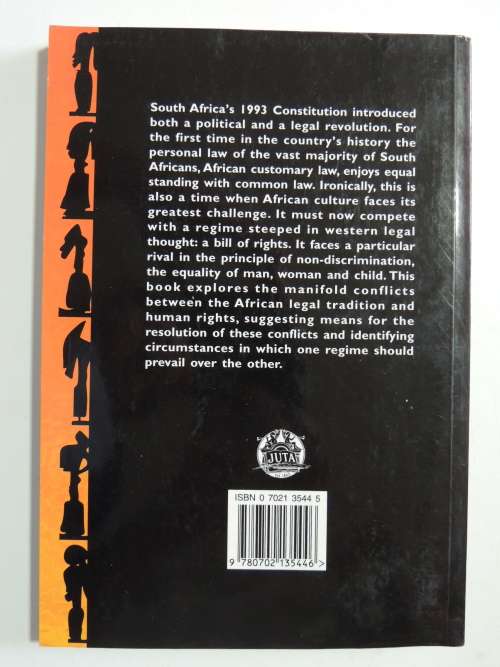 South Africa's 1993 Constitution introduced
both a political and a legal revolution. For
the first time in the country's history the
personal law of the vast majority of South
Africans, African customary law, enjoys equal
standing with common law. Ironically, this is
also a time when African culture faces its
greatest challenge. It must now compete
with a regime steeped in western legal
thought: a bill of rights. It faces a particular
rival in the principle of non-discrimination,
the equality of man, woman and child. This
book explores the manifold conflicts
between the African legal tradition and
human rights, suggesting means for the
resolution of these conflicts and identifying
circumstances in which one regime should
prevail over the other.
JUTA
ISBN 0 7021 3544 5
9 780702 135446 >